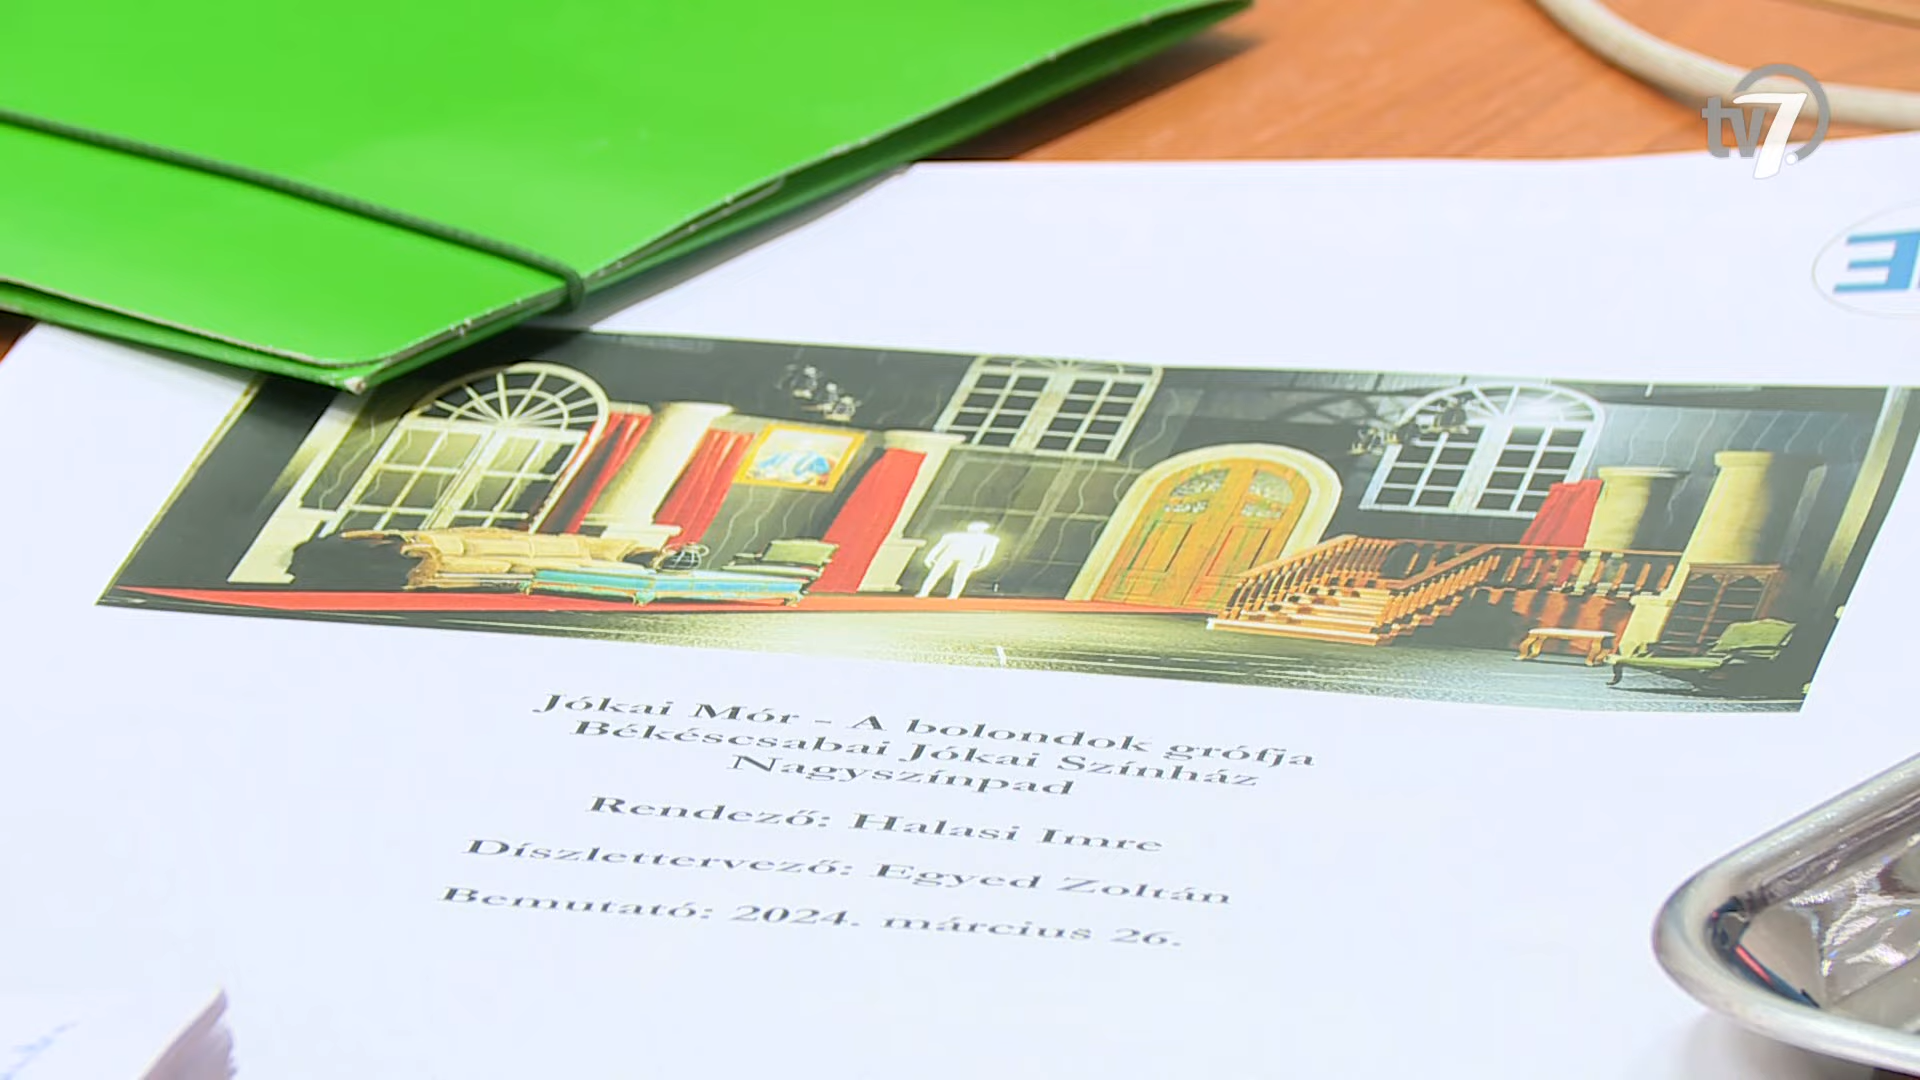 tv7
Jókai Mór - A bolondok grófja
Békéscsabai Jókai Színház
Nagyszínpad
Rendező: Halasi Imre
Díszlettervező: Egyed Zoltán
Bemutató: 2024. március 26.